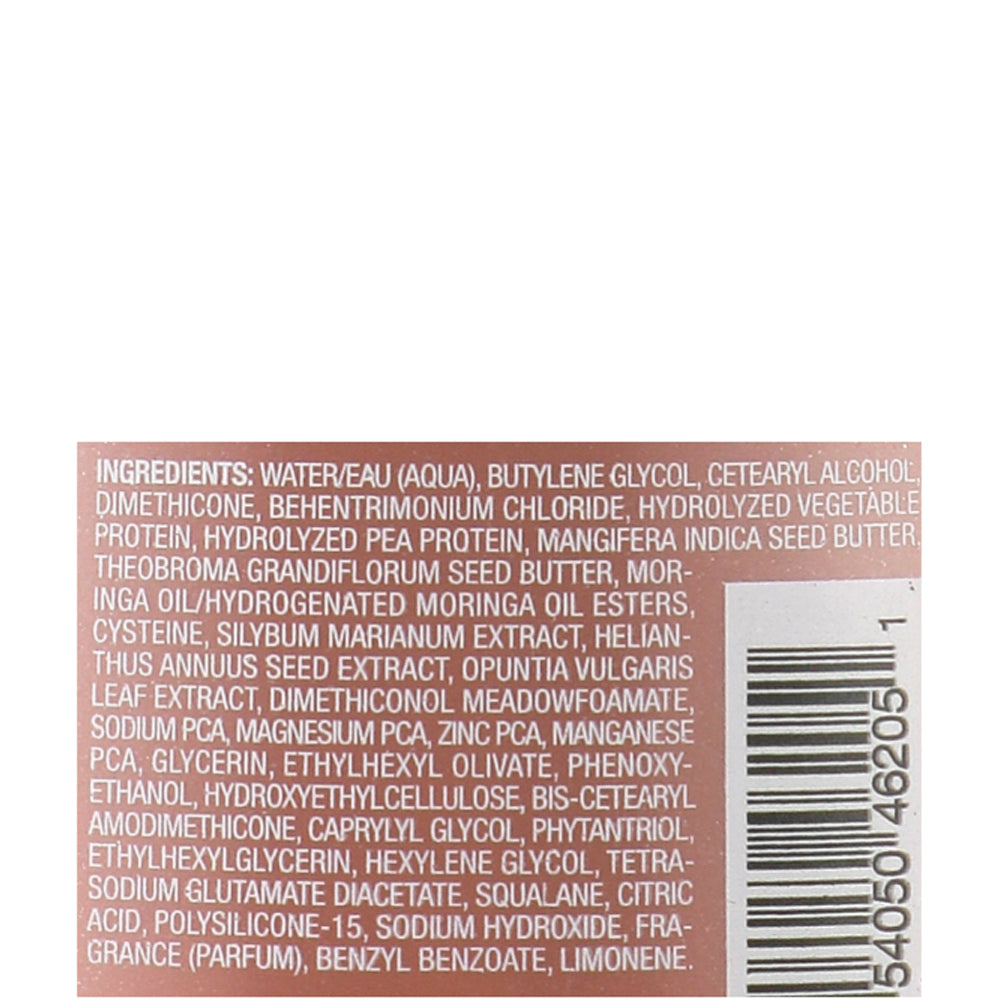 INGREDIENTS: WATER/EAU (AQUA), BUTYLENE GLYCOL, CETEARYL ALCOHOL,
DIMETHICONE, BEHENTRIMONIUM CHLORIDE, HYDROLYZED VEGETABLE
PROTEIN, HYDROLYZED PEA PROTEIN, MANGIFERA INDICA SEED BUTTER,
THEOBROMA GRANDIFLORUM SEED BUTTER, MOR-
INGA OIL/HYDROGENATED MORINGA OIL ESTERS,
CYSTEINE, SILYBUM MARIANUM EXTRACT, HELIAN-
THUS ANNUUS SEED EXTRACT, OPUNTIA VULGARIS
LEAF EXTRACT, DIMETHICONOL MEADOWFOAMATE,
SODIUM PCA, MAGNESIUM PCA, ZINC PCA, MANGANESE
PCA, GLYCERIN, ETHYLHEXYL OLIVATE, PHENOXY-
ETHANOL, HYDROXYETHYLCELLULOSE, BIS-CETEARYL
AMODIMETHICONE, CAPRYLYL GLYCOL, PHYTANTRIOL,
ETHYLHEXYLGLYCERIN, HEXYLENE GLYCOL, TETRA-
SODIUM GLUTAMATE DIACETATE, SQUALANE, CITRIC
ACID, POLYSILICONE-15, SODIUM HYDROXIDE, FRA-
GRANCE (PARFUM), BENZYL BENZOATE, LIMONENE.
54050 46205 1